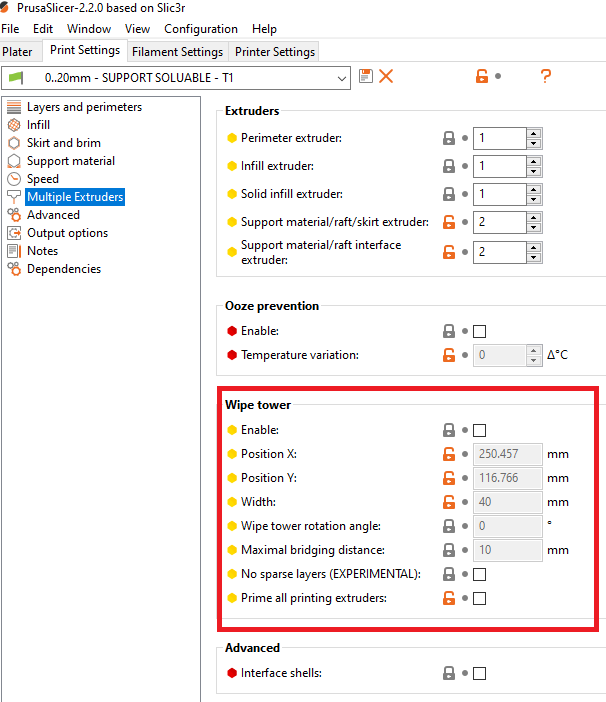 PrusaSlicer-2.2.0 based on Slic3r
File Edit Window View Configuration Help
Plater Print Settings Filament Settings Printer Settings
0..20mm - SUPPORT SOLUABLE - T1
?
Layers and perimeters
Infill
Skirt and brim
Support material
Speed
Multiple Extruders
Advanced
Output options
Notes
Dependencies
Extruders
Perimeter extruder: 1
Infill extruder: 1
Solid infill extruder: 1
Support material/raft/skirt extruder: 2
Support material/raft interface
extruder: 2
Ooze prevention
Enable:
Temperature variation: 0 Δ°C
Wipe tower
Enable:
Position X: 250.457 mm
Position Y: 116.766 mm
Width: 40 mm
Wipe tower rotation angle: 0 °
Maximal bridging distance: 10 mm
No sparse layers (EXPERIMENTAL):
Prime all printing extruders:
Advanced
Interface shells: